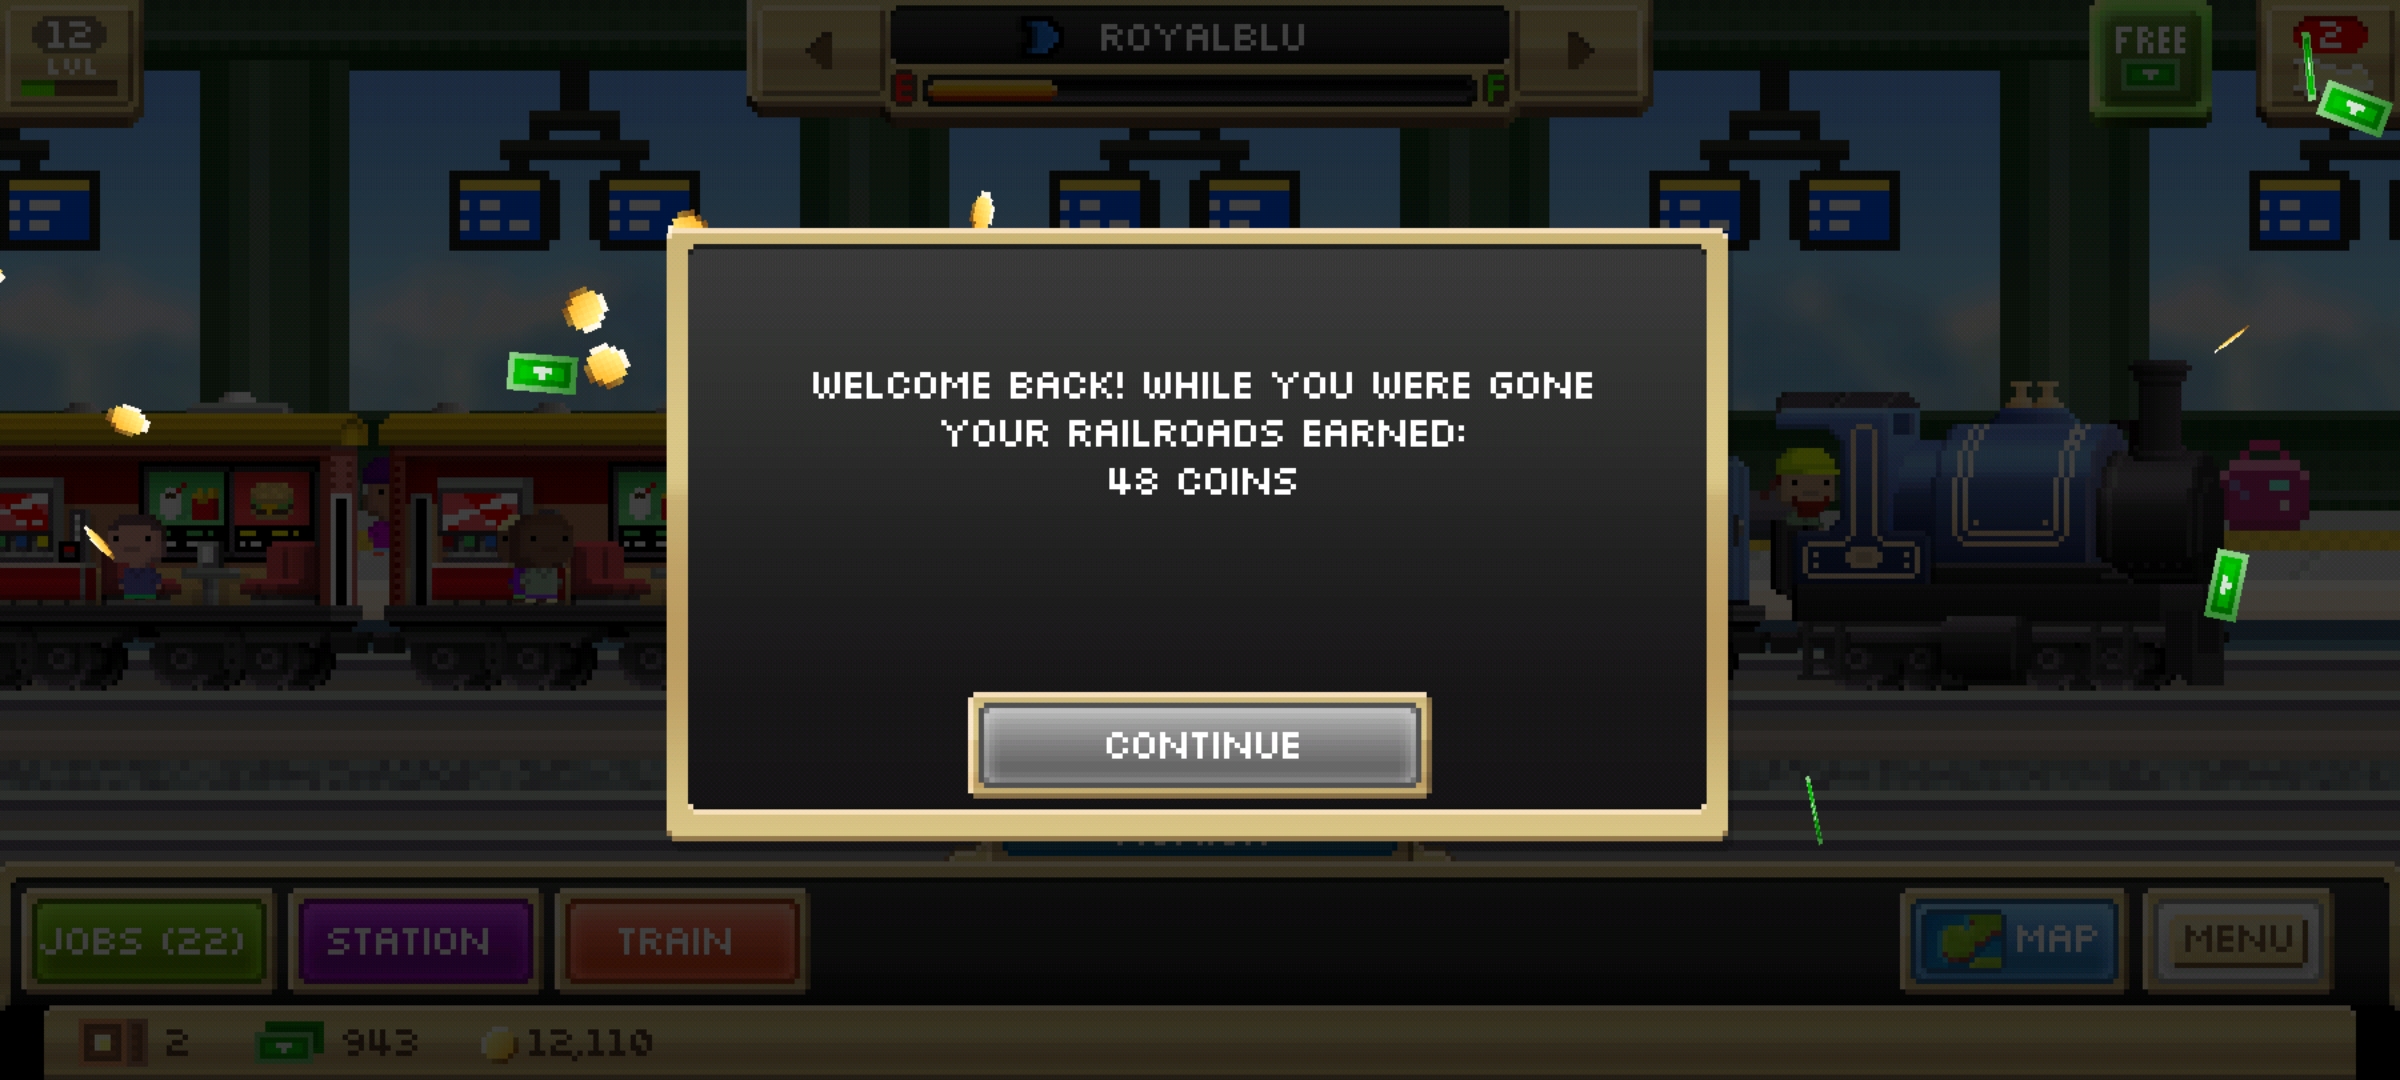 12
LVL
ROYALBLU
E
F
FREE
2
WELCOME BACK! WHILE YOU WERE GONE
YOUR RAILROADS EARNED:
48 COINS
CONTINUE
JOBS (22)
STATION
TRAIN
MAP
MENU
2
943
12,110